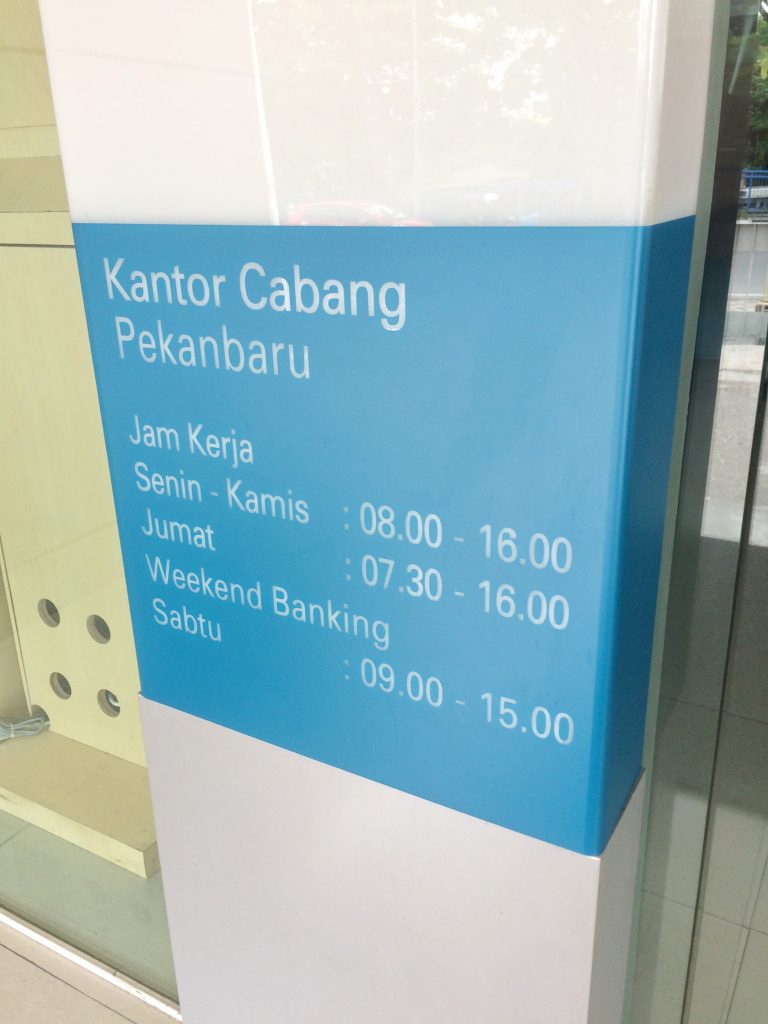 Kantor Cabang
Pekanbaru
Jam Kerja
Senin - Kamis : 08.00 - 16.00
Jumat : 07.30 - 16.00
Weekend Banking
Sabtu : 09.00 - 15.00